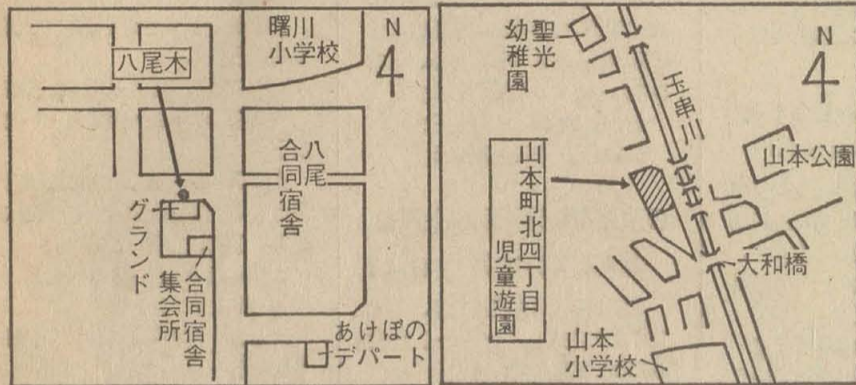 曙川
小学校
N
八尾木
八尾
合同宿舎
グランド
合同宿舎
集会所
あけぼの
デパート
聖光
幼稚園
N
玉串川
山本公園
山本町北四丁目
児童遊園
大和橋
山本
小学校